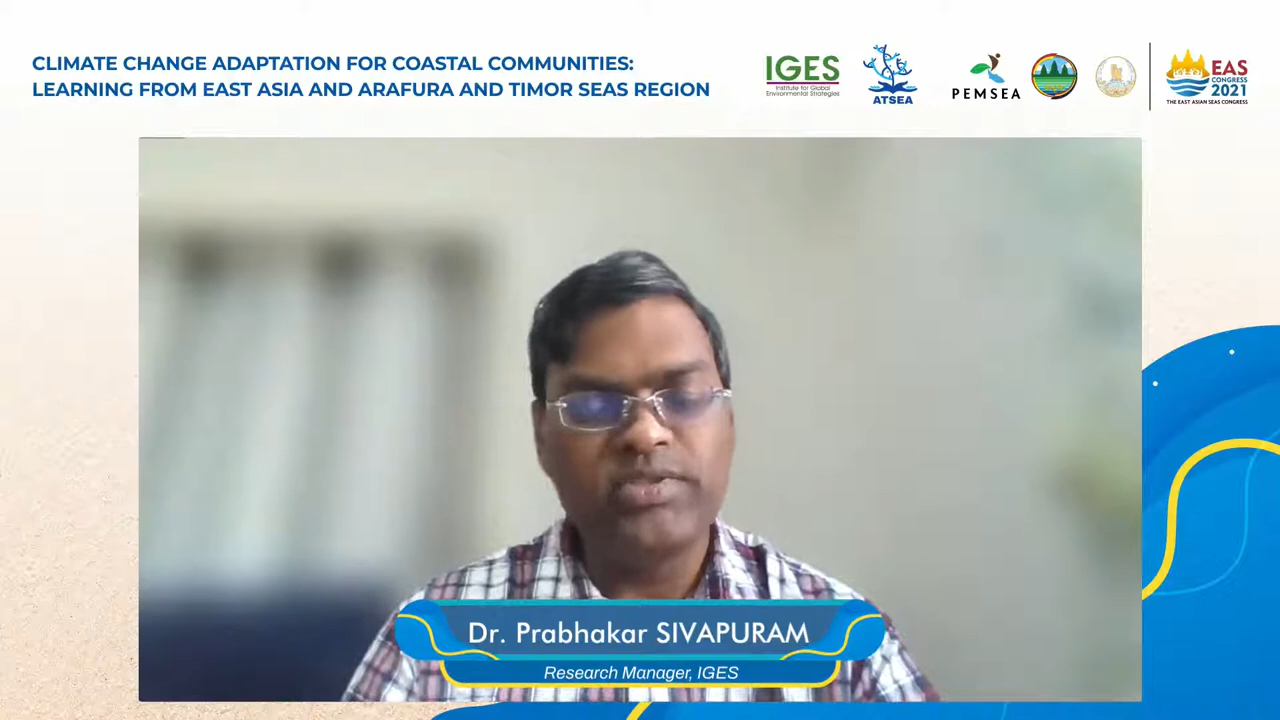 CLIMATE CHANGE ADAPTATION FOR COASTAL COMMUNITIES:
LEARNING FROM EAST ASIA AND ARAFURA AND TIMOR SEAS REGION
IGES
Institute for Global
Environmental Strategies
ATSEA
PEMSEA
EAS
CONGRESS
2021
THE EAST ASIAN SEAS CONGRESS
Dr. Prabhakar SIVAPURAM
Research Manager, IGES